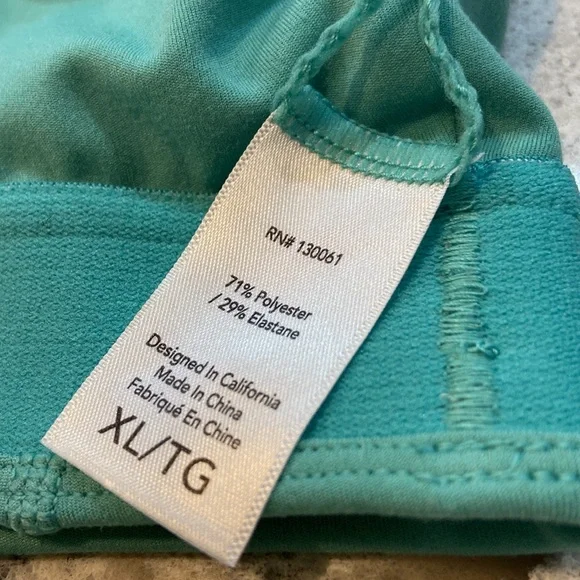 RN# 130061
71% Polyester
/ 29% Elastane
Designed In California
Made In China
Fabriqué En Chine
XL/TG